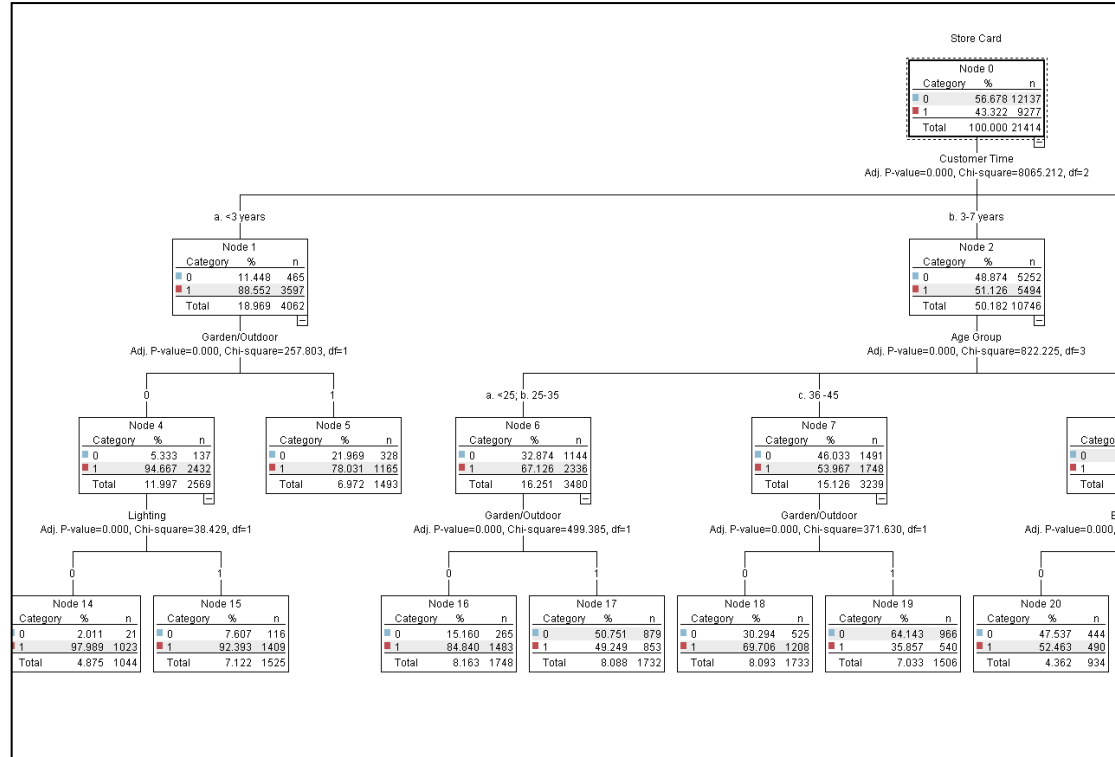 Store Card
Node 0
Category % n
0 56.678 12137
1 43.322 9277
Total 100.000 21414
Customer Time
Adj. P-value=0.000, Chi-square=8065.212, df=2
a. <3 years
b. 3-7 years
Node 1
Category % n
0 11.448 465
1 88.552 3597
Total 18.969 4062
Node 2
Category % n
0 48.874 5252
1 51.126 5494
Total 50.182 10746
Garden/Outdoor
Adj. P-value=0.000, Chi-square=257.803, df=1
Age Group
Adj. P-value=0.000, Chi-square=822.225, df=3
0
1
a. <25; b. 25-35
c. 36 -45
Node 4
Category % n
0 5.333 137
1 94.667 2432
Total 11.997 2569
Node 5
Category % n
0 21.969 328
1 78.031 1165
Total 6.972 1493
Node 6
Category % n
0 32.874 1144
1 67.126 2336
Total 16.251 3480
Node 7
Category % n
0 46.033 1491
1 53.967 1748
Total 15.126 3239
Catego
0
1
Total
Lighting
Adj. P-value=0.000, Chi-square=38.429, df=1
Garden/Outdoor
Adj. P-value=0.000, Chi-square=499.385, df=1
Garden/Outdoor
Adj. P-value=0.000, Chi-square=371.630, df=1
Adj. P-value=0.000,
0
1
0
1
0
1
0
Node 14
Category % n
0 2.011 21
1 97.989 1023
Total 4.875 1044
Node 15
Category % n
0 7.607 116
1 92.393 1409
Total 7.122 1525
Node 16
Category % n
0 15.160 265
1 84.840 1483
Total 8.163 1748
Node 17
Category % n
0 50.751 879
1 49.249 853
Total 8.088 1732
Node 18
Category % n
0 30.294 525
1 69.706 1208
Total 8.093 1733
Node 19
Category % n
0 64.143 966
1 35.857 540
Total 7.033 1506
Node 20
Category % n
0 47.537 444
1 52.463 490
Total 4.362 934